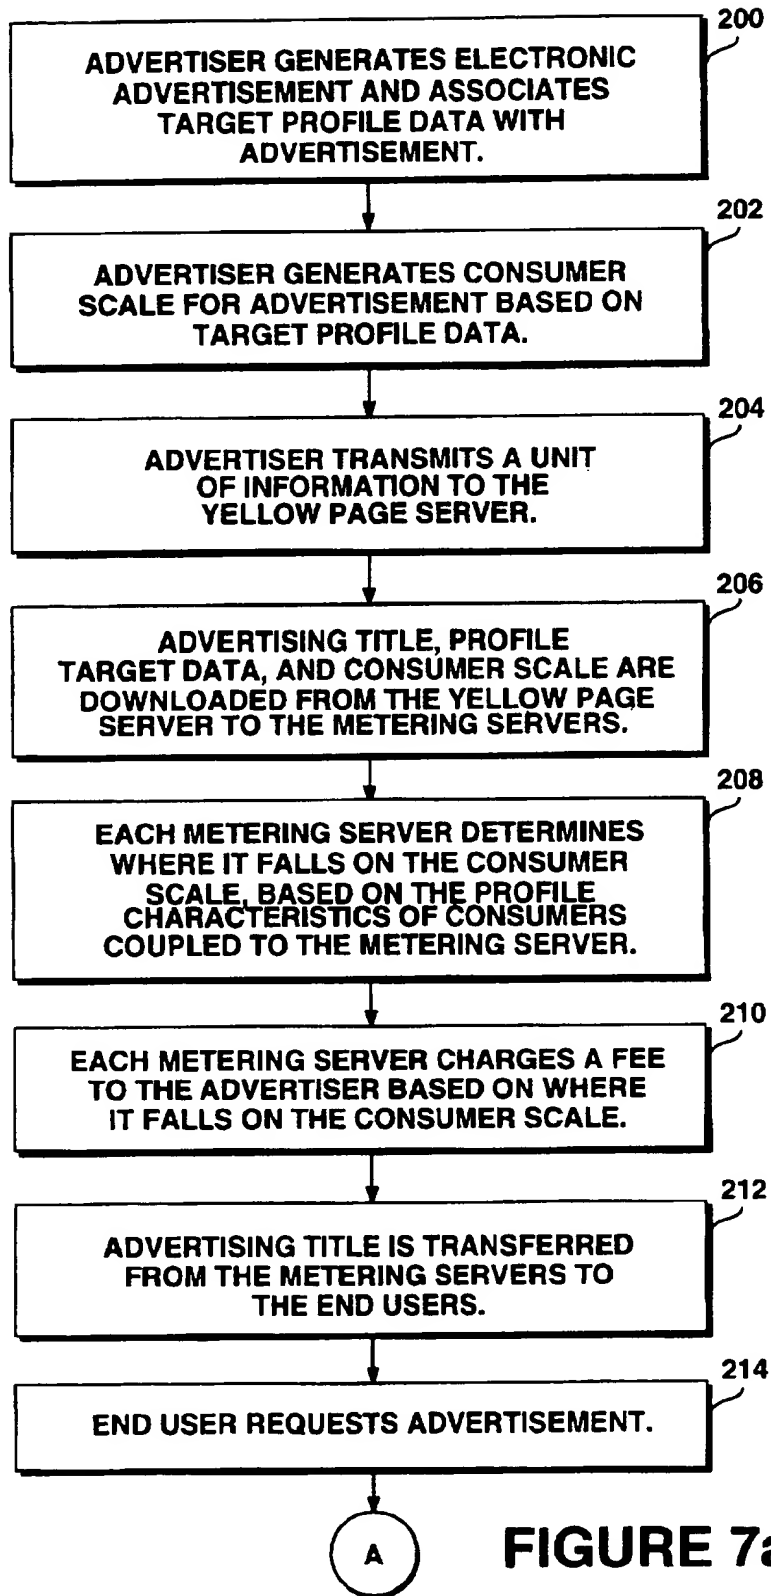 200
ADVERTISER GENERATES ELECTRONIC
ADVERTISEMENT AND ASSOCIATES
TARGET PROFILE DATA WITH
ADVERTISEMENT.
202
ADVERTISER GENERATES CONSUMER
SCALE FOR ADVERTISEMENT BASED ON
TARGET PROFILE DATA.
204
ADVERTISER TRANSMITS A UNIT
OF INFORMATION TO THE
YELLOW PAGE SERVER.
206
ADVERTISING TITLE, PROFILE
TARGET DATA, AND CONSUMER SCALE ARE
DOWNLOADED FROM THE YELLOW PAGE
SERVER TO THE METERING SERVERS.
208
EACH METERING SERVER DETERMINES
WHERE IT FALLS ON THE CONSUMER
SCALE, BASED ON THE PROFILE
CHARACTERISTICS OF CONSUMERS
COUPLED TO THE METERING SERVER.
210
EACH METERING SERVER CHARGES A FEE
TO THE ADVERTISER BASED ON WHERE
IT FALLS ON THE CONSUMER SCALE.
212
ADVERTISING TITLE IS TRANSFERRED
FROM THE METERING SERVERS TO
THE END USERS.
214
END USER REQUESTS ADVERTISEMENT.
A
FIGURE 7a